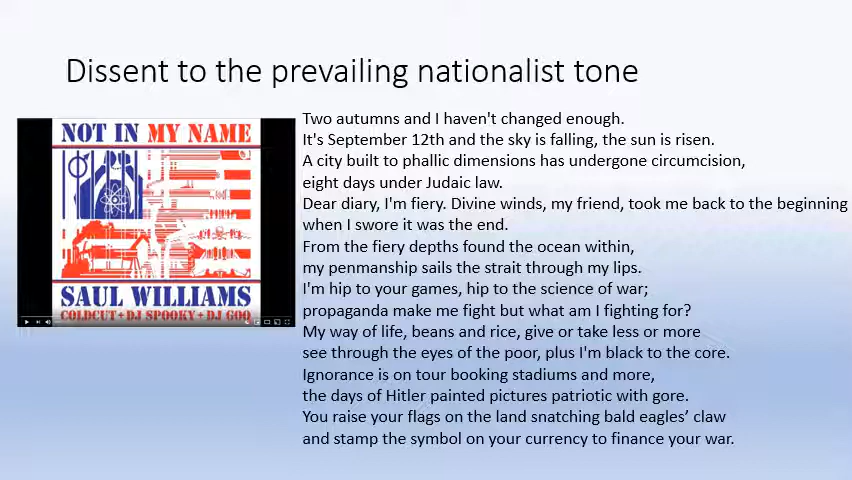 Dissent to the prevailing nationalist tone
NOT IN MY NAME
SAUL WILLIAMS
COLDCUT + DJ SPOOKY + DJ GOO
Two autumns and I haven't changed enough.
It's September 12th and the sky is falling, the sun is risen.
A city built to phallic dimensions has undergone circumcision,
eight days under Judaic law.
Dear diary, I'm fiery. Divine winds, my friend, took me back to the beginning
when I swore it was the end.
From the fiery depths found the ocean within,
my penmanship sails the strait through my lips.
I'm hip to your games, hip to the science of war;
propaganda make me fight but what am I fighting for?
My way of life, beans and rice, give or take less or more
see through the eyes of the poor, plus I'm black to the core.
Ignorance is on tour booking stadiums and more,
the days of Hitler painted pictures patriotic with gore.
You raise your flags on the land snatching bald eagles’ claw
and stamp the symbol on your currency to finance your war.